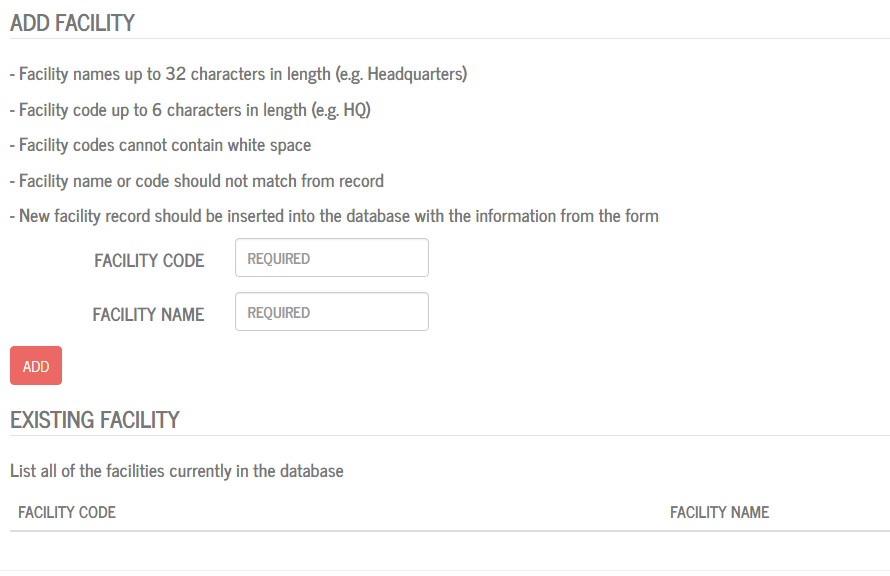 ADD FACILITY
- Facility names up to 32 characters in length (e.g. Headquarters)
- Facility code up to 6 characters in length (e.g. HQ)
- Facility codes cannot contain white space
- Facility name or code should not match from record
- New facility record should be inserted into the database with the information from the form
FACILITY CODE REQUIRED
FACILITY NAME REQUIRED
ADD
EXISTING FACILITY
List all of the facilities currently in the database
FACILITY CODE FACILITY NAME